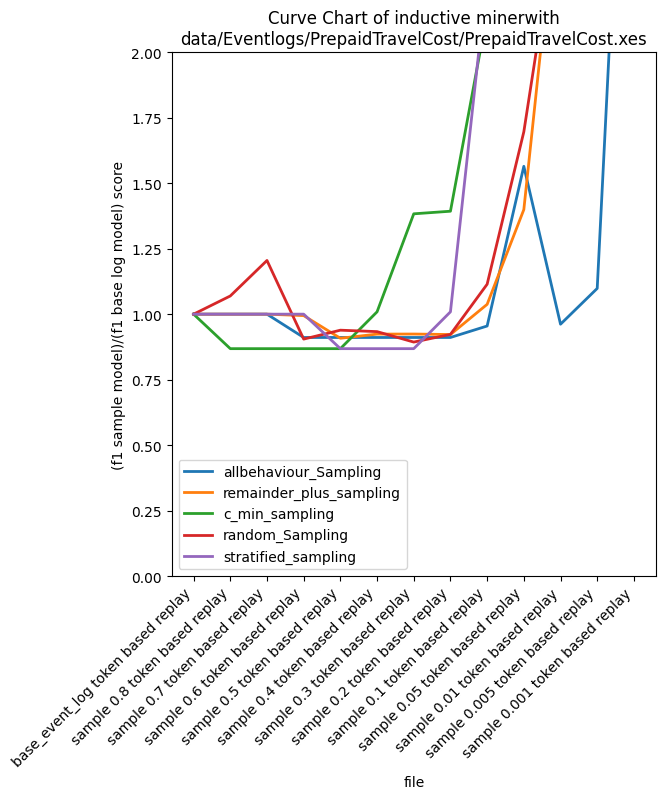 Curve Chart of inductive minerwith
data/Eventlogs/PrepaidTravelCost/PrepaidTravelCost.xes
(f1 sample model)/(f1 base log model) score
2.00
1.75
1.50
1.25
1.00
0.75
0.50
0.25
0.00
allbehaviour_Sampling
remainder_plus_sampling
c_min_sampling
random_Sampling
stratified_sampling
base_event_log token based replay
sample 0.8 token based replay
sample 0.7 token based replay
sample 0.6 token based replay
sample 0.5 token based replay
sample 0.4 token based replay
sample 0.3 token based replay
sample 0.2 token based replay
sample 0.1 token based replay
sample 0.05 token based replay
sample 0.01 token based replay
sample 0.005 token based replay
sample 0.001 token based replay
file